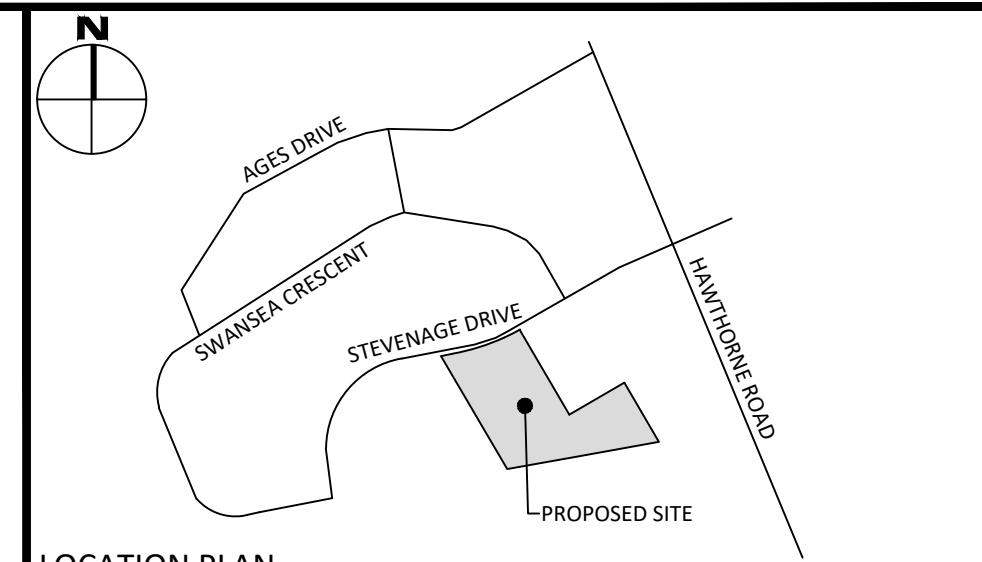 N
AGES DRIVE
SWANSEA CRESCENT
STEVENAGE DRIVE
HAWTHORNE ROAD
PROPOSED SITE
LOCATION PLAN